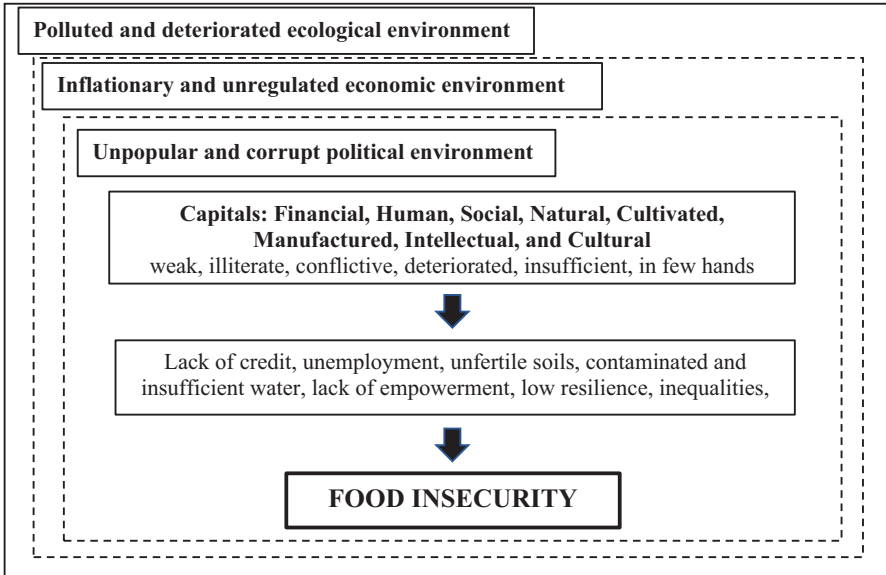 Polluted and deteriorated ecological environment
Inflationary and unregulated economic environment
Unpopular and corrupt political environment
Capitals: Financial, Human, Social, Natural, Cultivated,
Manufactured, Intellectual, and Cultural
weak, illiterate, conflictive, deteriorated, insufficient, in few hands
Lack of credit, unemployment, unfertile soils, contaminated and
insufficient water, lack of empowerment, low resilience, inequalities,
FOOD INSECURITY